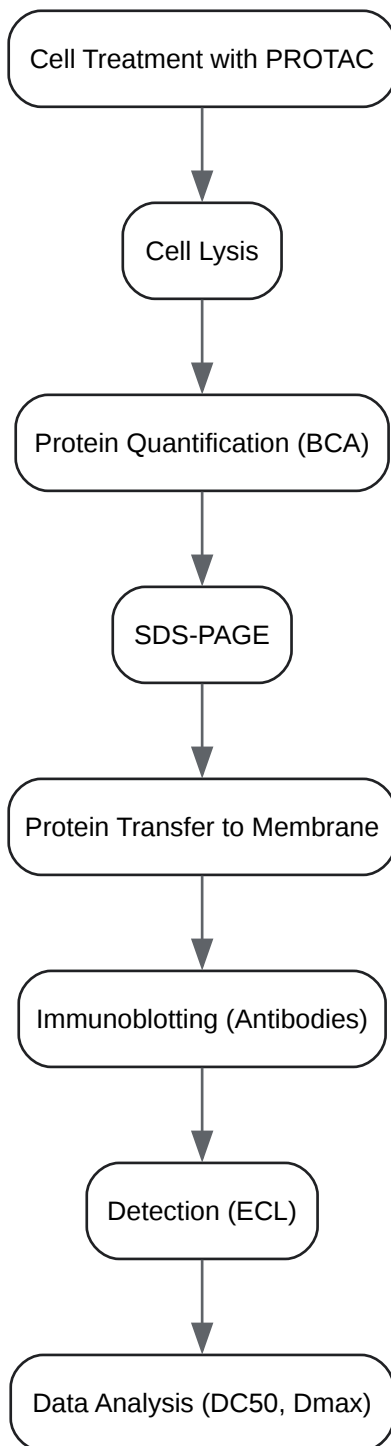 Cell Treatment with PROTAC
Cell Lysis
Protein Quantification (BCA)
SDS-PAGE
Protein Transfer to Membrane
Immunoblotting (Antibodies)
Detection (ECL)
Data Analysis (DC50, Dmax)